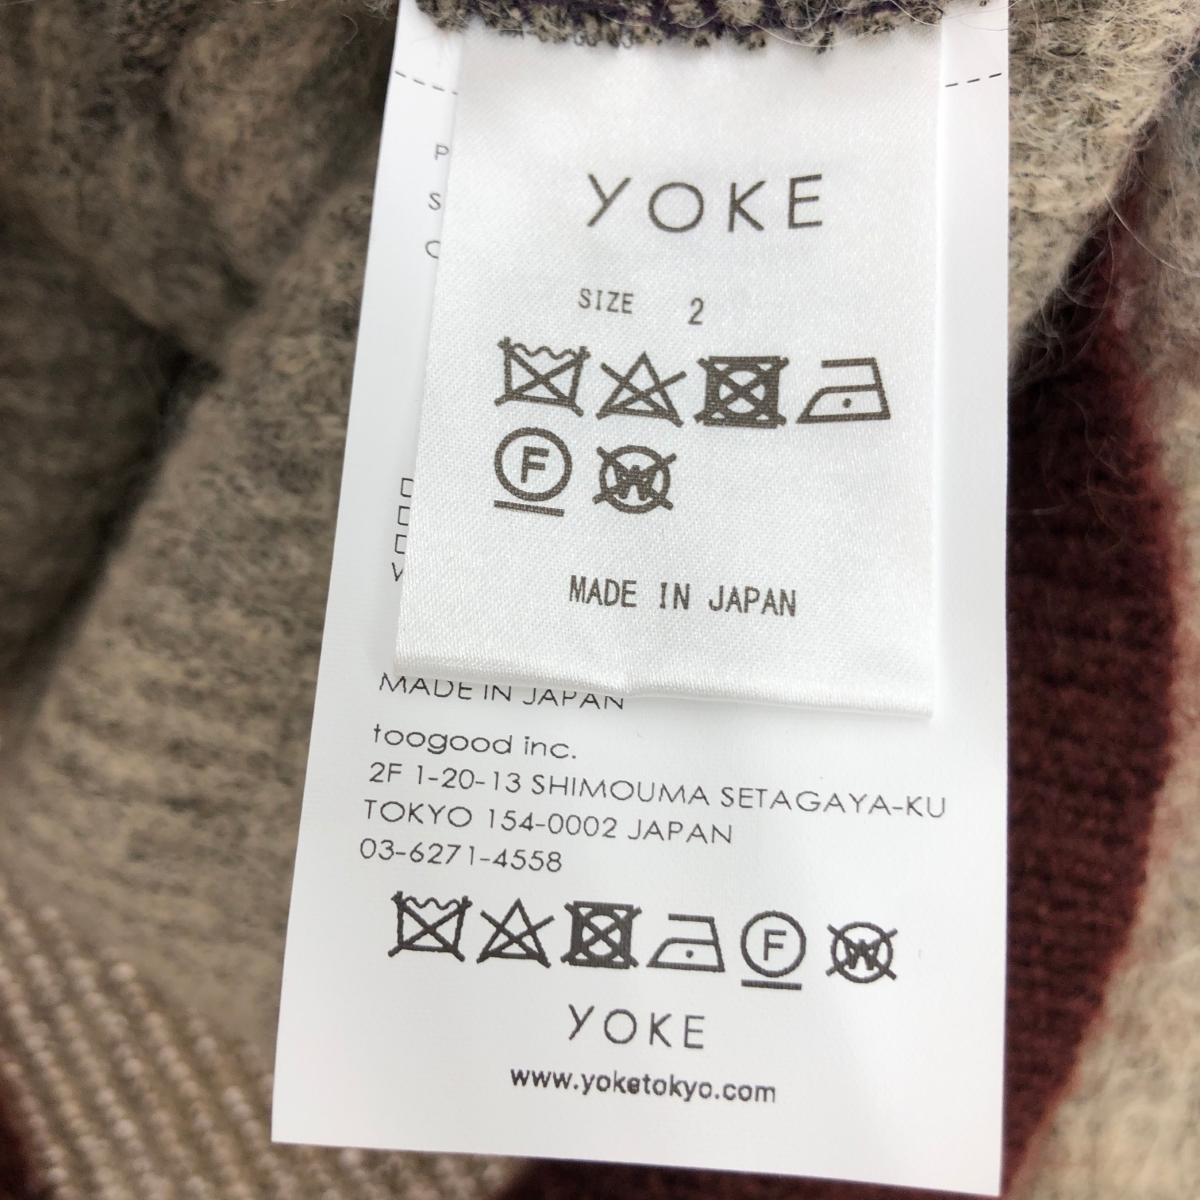 YOKE
SIZE 2
F W
MADE IN JAPAN
P
S
C
MADE IN JAPAN
toogood inc.
2F 1-20-13 SHIMOUMA SETAGAYA-KU
TOKYO 154-0002 JAPAN
03-6271-4558
F W
YOKE
www.yoketokyo.com